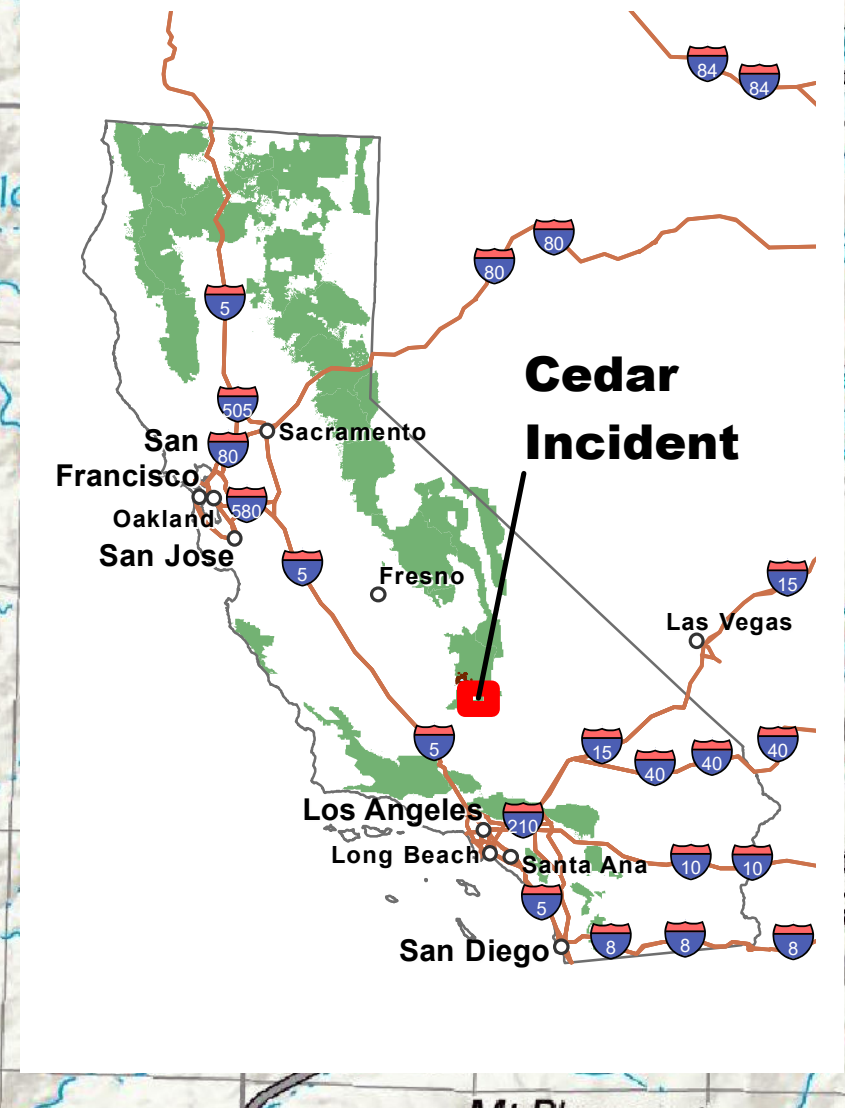 84
84
80
80
5
Cedar
Incident
505
San
Francisco
80
Sacramento
Oakland
580
San Jose
5
Fresno
15
Las Vegas
5
15
40
40
40
Los Angeles
210
Long Beach
Santa Ana
10
10
5
San Diego
8
8
8